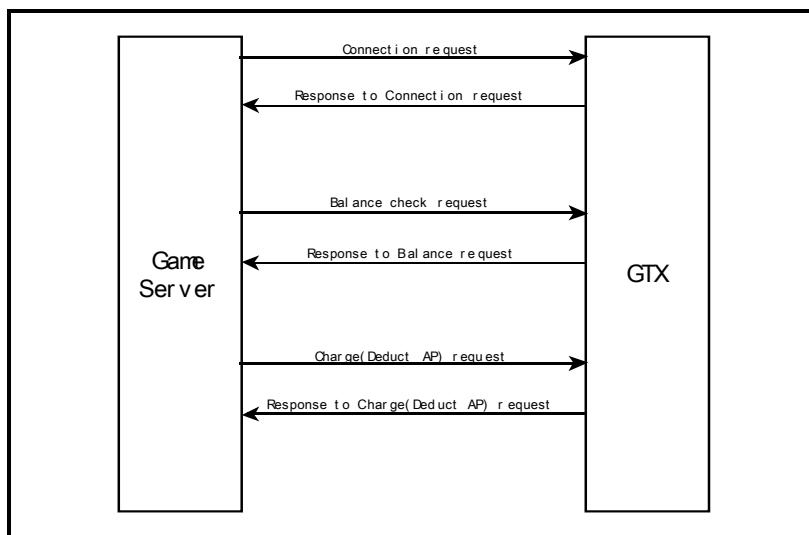 Connection request
Response to Connection request
Balance check request
Response to Balance request
Game
Server
GTX
Charge(Deduct AP) request
Response to Charge(Deduct AP) request